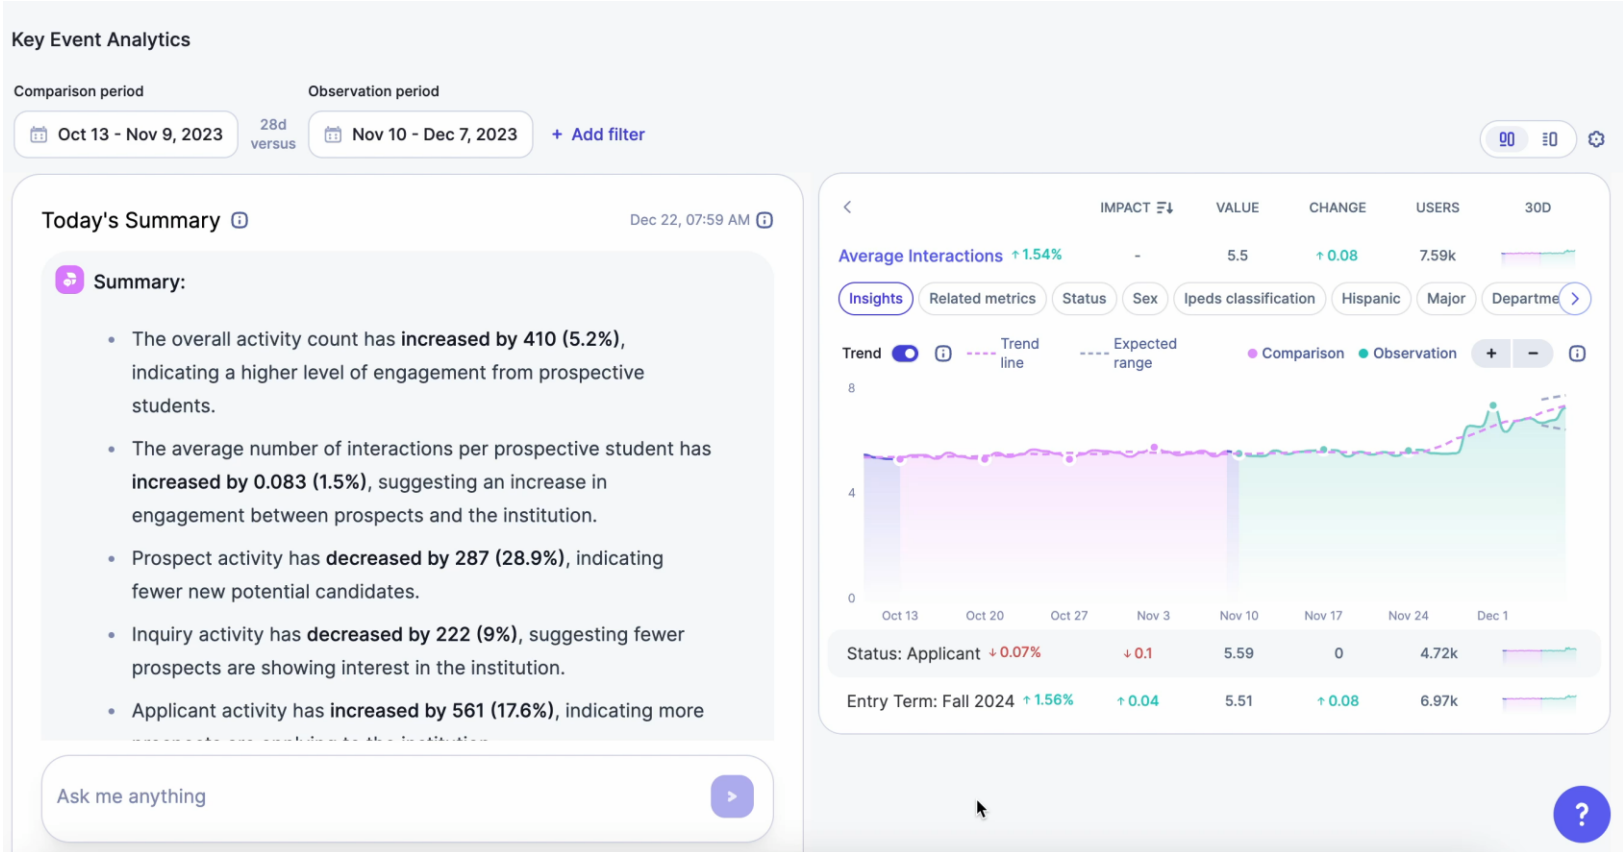 Key Event Analytics
Comparison period
Observation period
Oct 13 - Nov 9, 2023
28d
versus
Nov 10 - Dec 7, 2023
+ Add filter
Today's Summary
Dec 22, 07:59 AM
Summary:
• The overall activity count has increased by 410 (5.2%),
indicating a higher level of engagement from prospective
students.
• The average number of interactions per prospective student has
increased by 0.083 (1.5%), suggesting an increase in
engagement between prospects and the institution.
• Prospect activity has decreased by 287 (28.9%), indicating
fewer new potential candidates.
• Inquiry activity has decreased by 222 (9%), suggesting fewer
prospects are showing interest in the institution.
• Applicant activity has increased by 561 (17.6%), indicating more
prospects are applying to the institution.
Ask me anything
IMPACT VALUE CHANGE USERS 30D
Average Interactions ↑1.54% - 5.5 ↑0.08 7.59k
Insights Related metrics Status Sex Ipeds classification Hispanic Major Departme
Trend
Trend
line
Expected
range
Comparison
Observation
+ −
8
4
0
Oct 13 Oct 20 Oct 27 Nov 3 Nov 10 Nov 17 Nov 24 Dec 1
Status: Applicant ↓0.07% ↓0.1 5.59 0 4.72k
Entry Term: Fall 2024 ↑1.56% ↑0.04 5.51 ↑0.08 6.97k
?